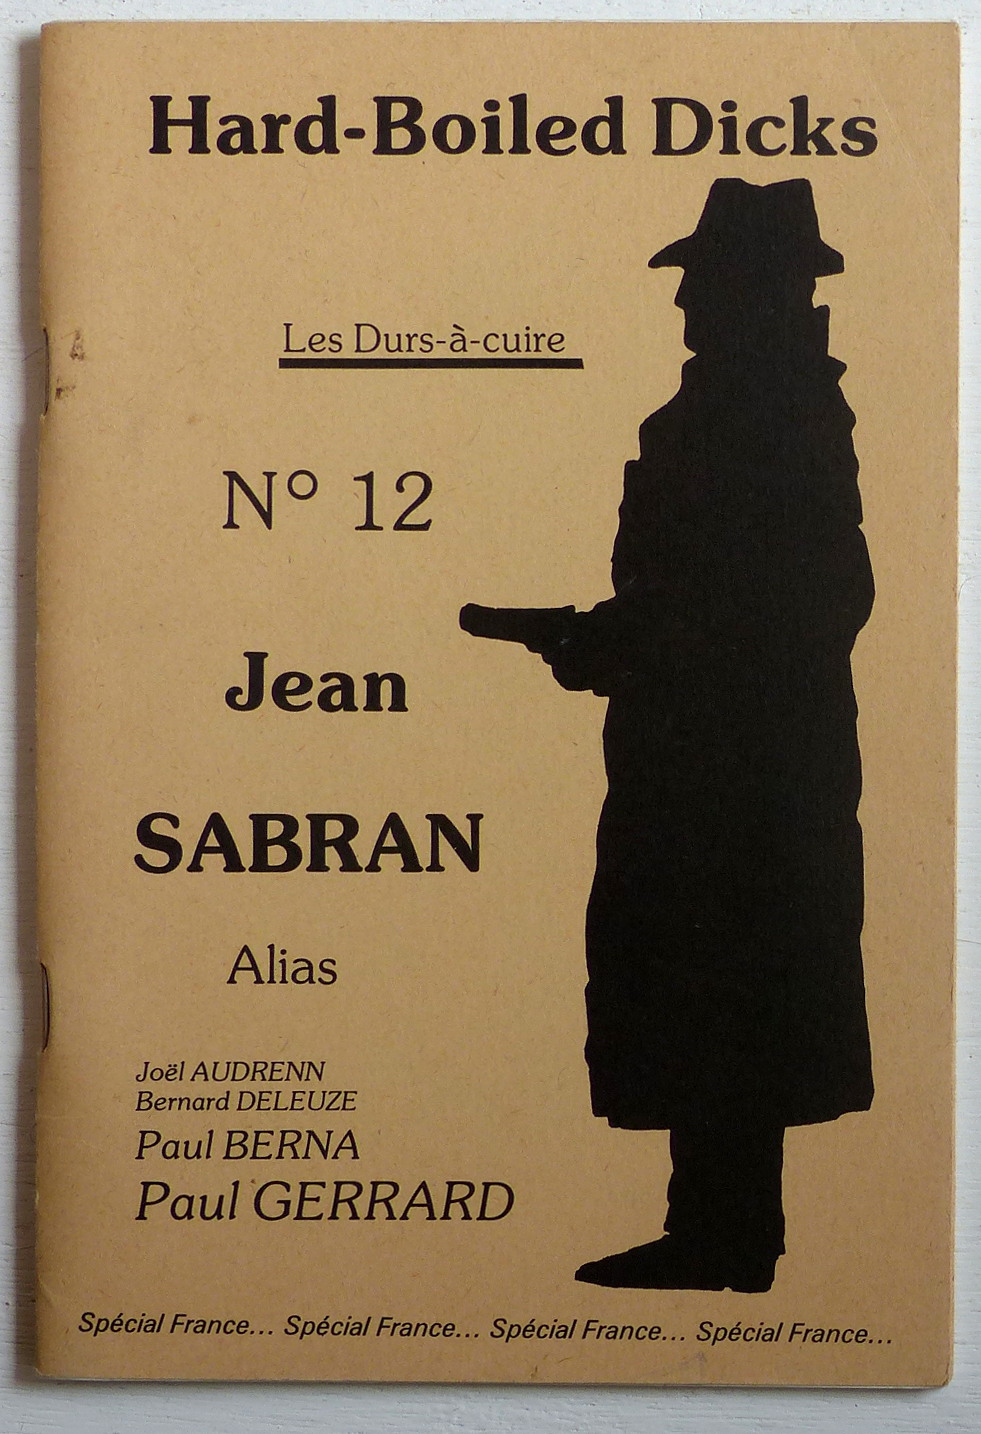 Hard-Boiled Dicks
Les Durs-à-cuire
N° 12
Jean
SABRAN
Alias
Joël AUDRENN
Bernard DELEUZE
Paul BERNA
Paul GERRARD
Spécial France... Spécial France... Spécial France... Spécial France...